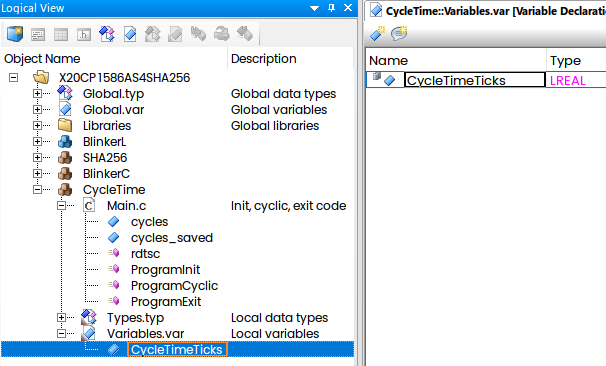 Logical View
Object Name Description
X20CP1586AS4SHA256
Global.typ Global data types
Global.var Global variables
Libraries Global libraries
BlinkerL
SHA256
BlinkerC
CycleTime
Main.c Init, cyclic, exit code
cycles
cycles_saved
rdtsc
ProgramInit
ProgramCyclic
ProgramExit
Types.typ Local data types
Variables.var Local variables
CycleTimeTicks
CycleTime::Variables.var [Variable Declarati
Name Type
CycleTimeTicks LREAL